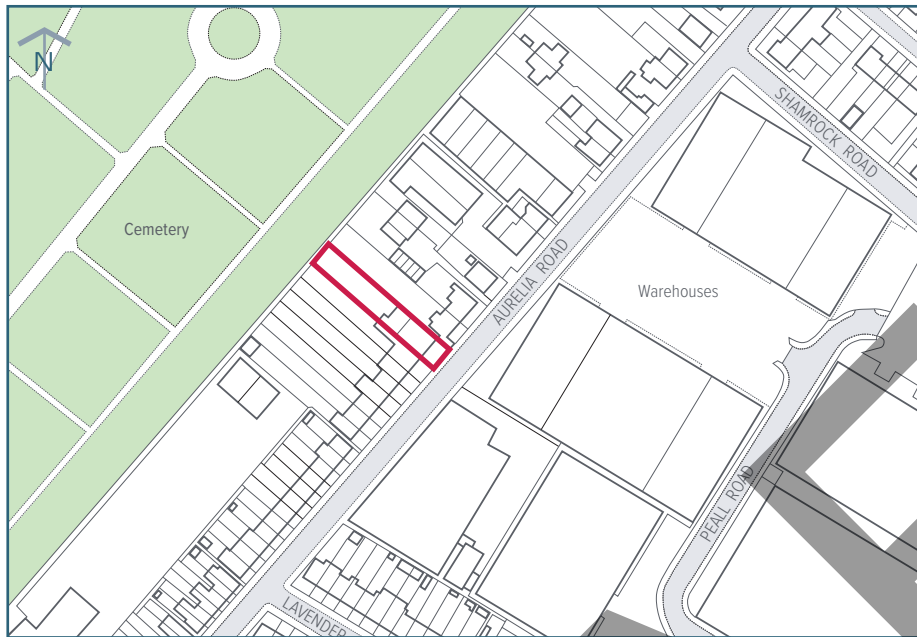 N
SHAMROCK ROAD
Cemetery
AURELIA ROAD
Warehouses
PEALL ROAD
LAVENDER